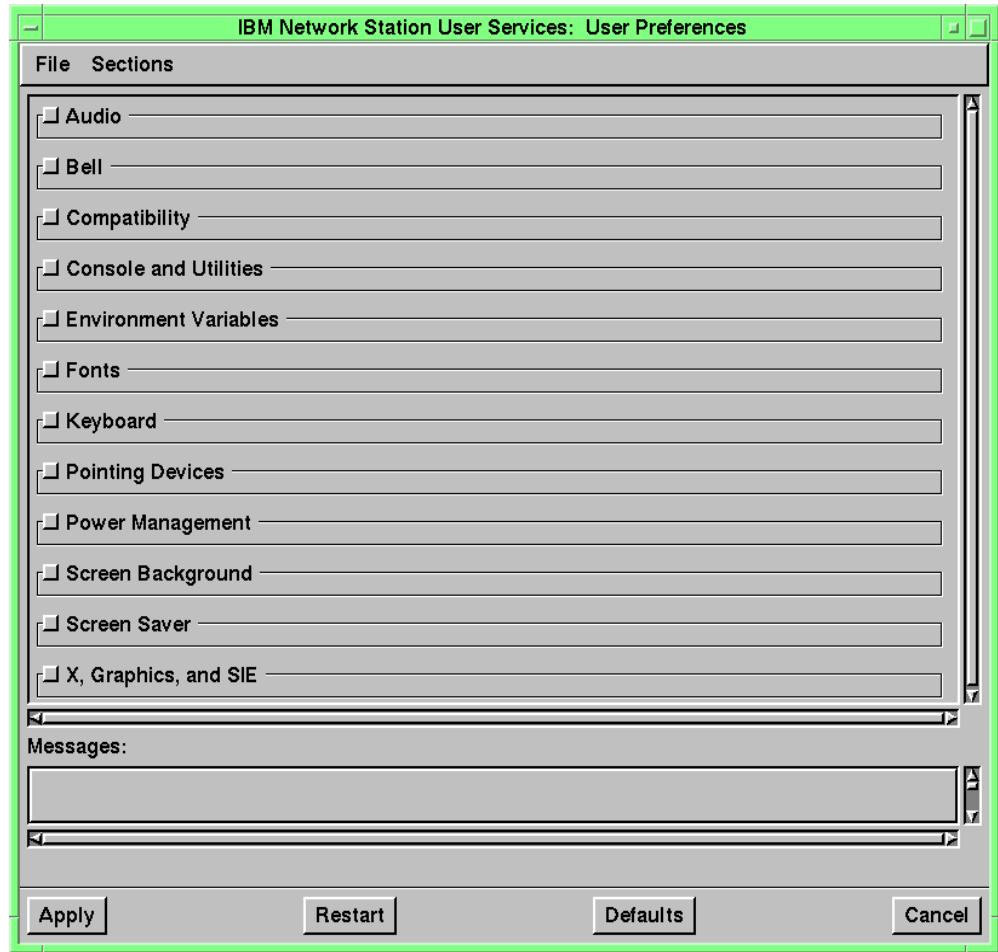 IBM Network Station User Services: User Preferences
File Sections
Audio
Bell
Compatibility
Console and Utilities
Environment Variables
Fonts
Keyboard
Pointing Devices
Power Management
Screen Background
Screen Saver
X, Graphics, and SIE
Messages:
Apply Restart Defaults Cancel